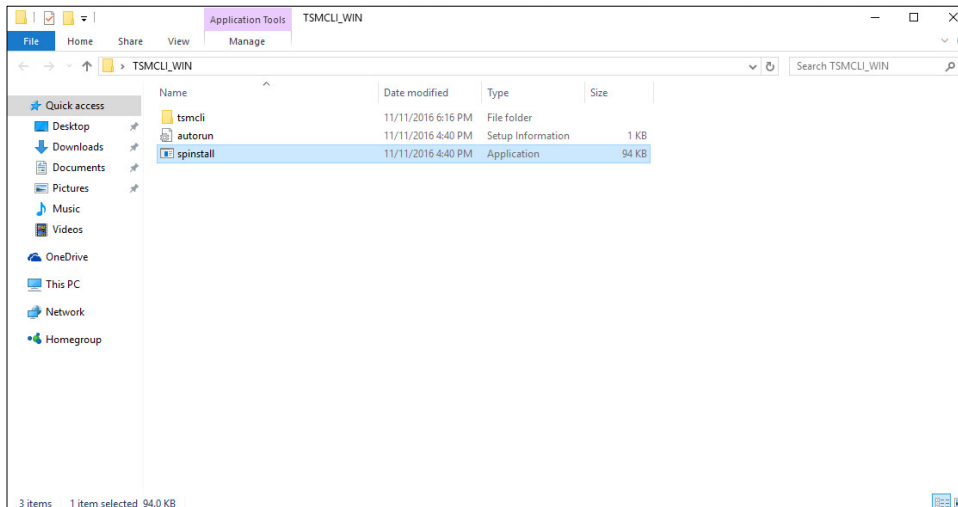 Application Tools TSMCLI_WIN
File Home Share View Manage
TSMCLI_WIN Search TSMCLI_WIN
Name Date modified Type Size
Quick access
Desktop
Downloads
Documents
Pictures
Music
Videos
OneDrive
This PC
Network
Homegroup
tsmcli 11/11/2016 6:16 PM File folder
autorun 11/11/2016 4:40 PM Setup Information 1 KB
spinstall 11/11/2016 4:40 PM Application 94 KB
3 items 1 item selected 94.0 KB